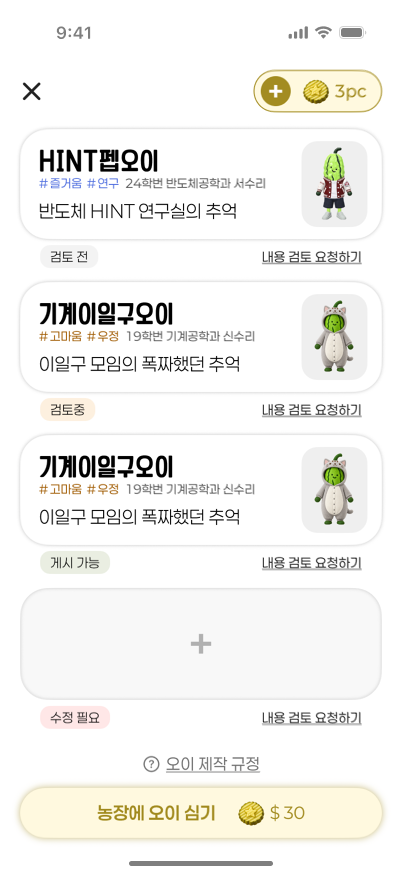 9:41
3pc
HINT펩오이
#즐거움 #연구 24학번 반도체공학과 서수리
반도체 HINT 연구실의 추억
검토 전 내용 검토 요청하기
기계이일구오이
#고마움 #우정 19학번 기계공학과 신수리
이일구 모임의 폭짜했던 추억
검토중 내용 검토 요청하기
기계이일구오이
#고마움 #우정 19학번 기계공학과 신수리
이일구 모임의 폭짜했던 추억
게시 가능 내용 검토 요청하기
수정 필요 내용 검토 요청하기
오이 제작 규정
농장에 오이 심기 $ 30